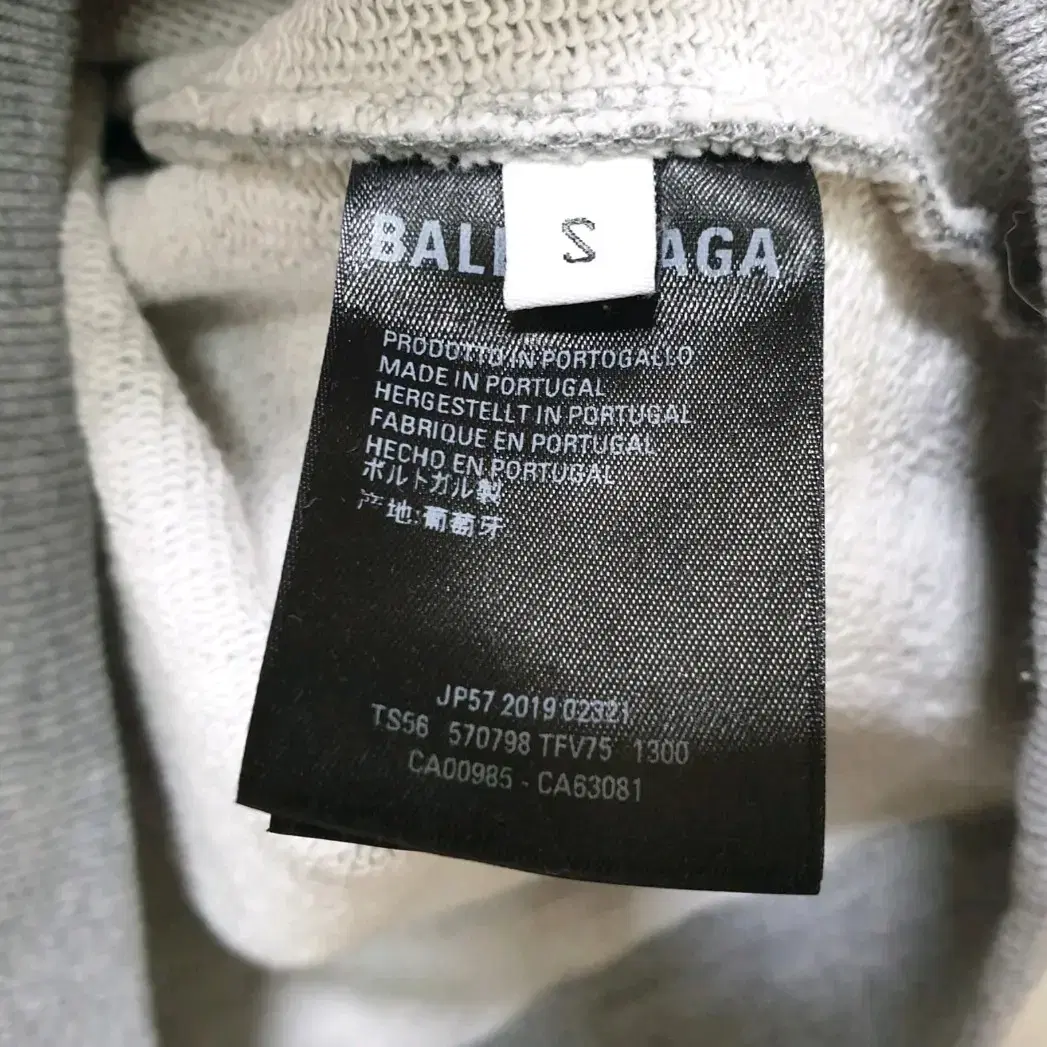 S
BAL AGA
PRODOTTO IN PORTOGALLO
MADE IN PORTUGAL
HERGESTELLT IN PORTUGAL
FABRIQUE EN PORTUGAL
HECHO EN PORTUGAL
ポルトガル製
产地:葡萄牙
JP57 2019 02321
TS56 570798 TFV75 1300
CA00985 - CA63081